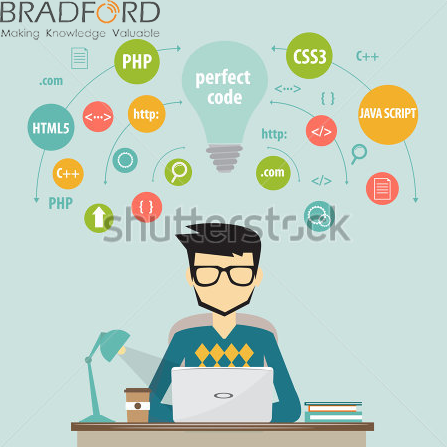 BRADFORD
Making Knowledge Valuable
PHP
CSS3
C++
perfect
code
.com
<···>
{ }
HTML5
<···>
http:
JAVA SCRIPT
http:
</>
C++
.com
</>
PHP
{ }
shutterstock